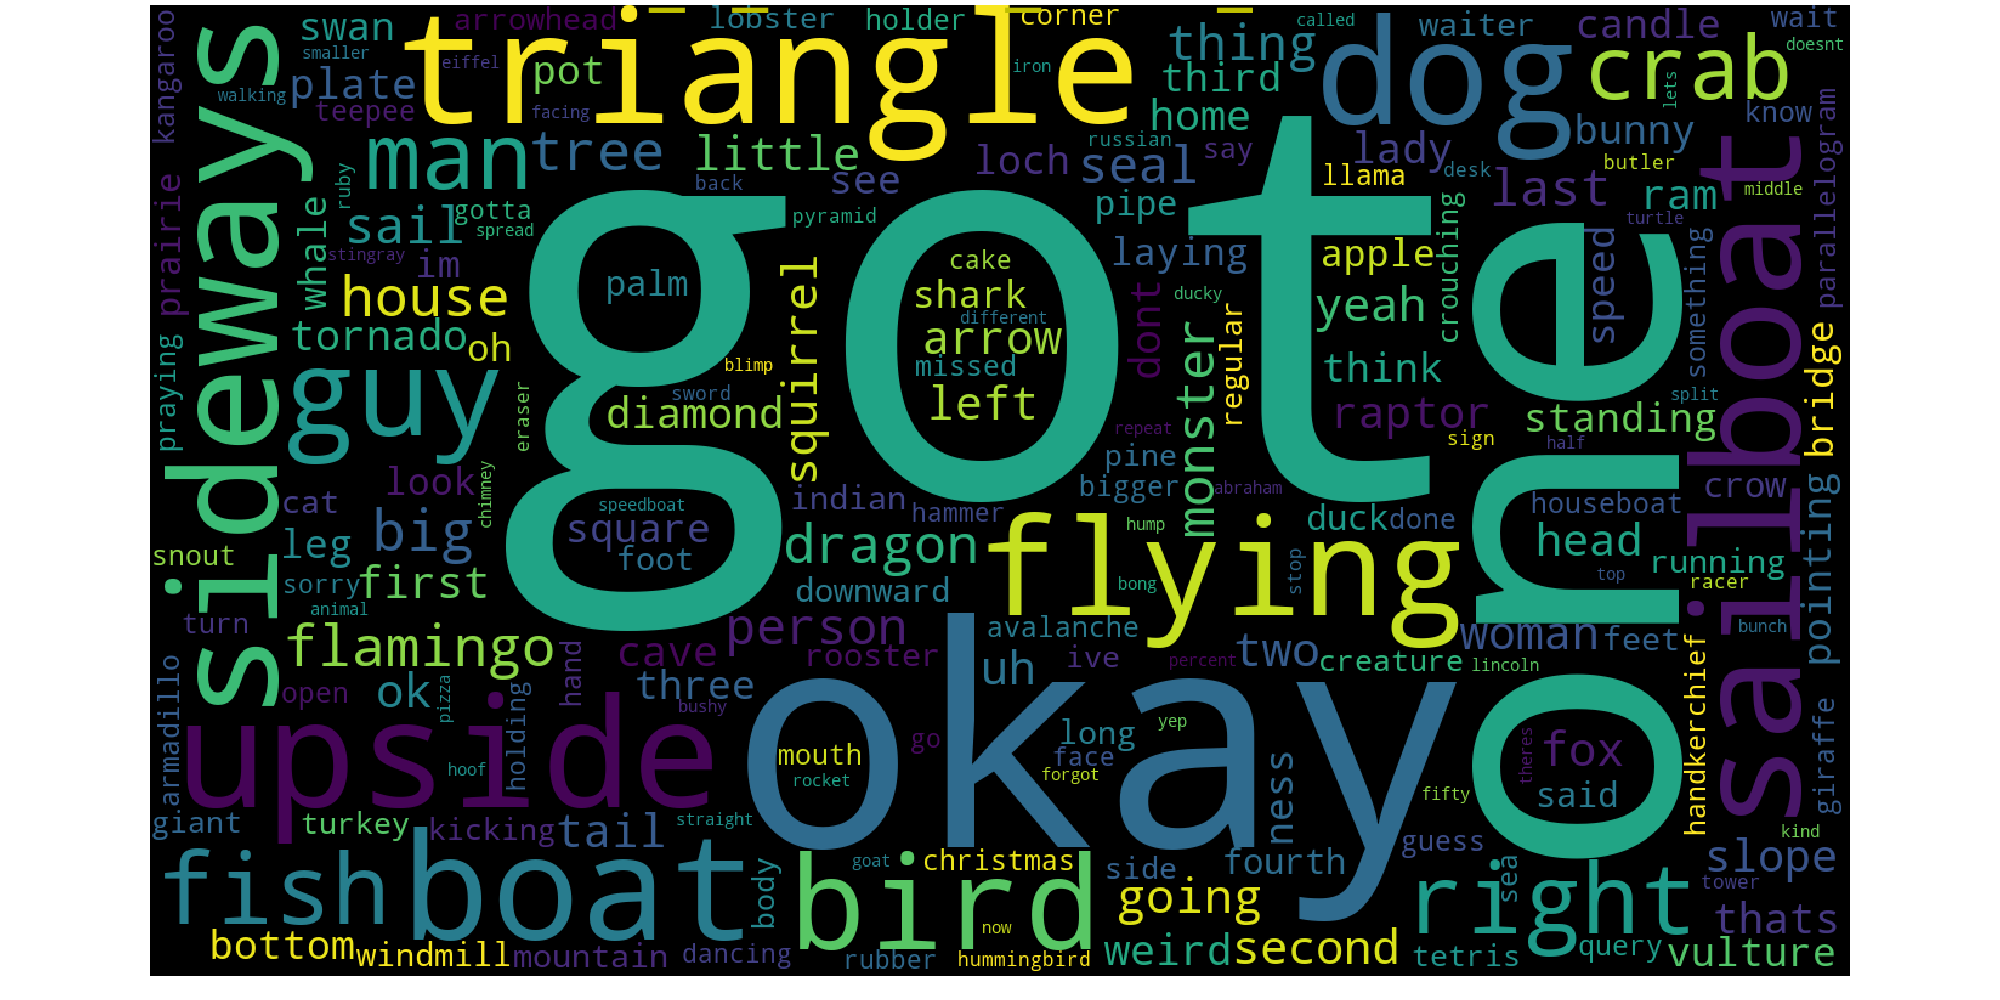 kangaroo
swan
arrowhead
lobster
holder
corner
called
waiter
candle
wait
smaller
eiffel
triangle
iron
thing
dog
crab
doesnt
walking
plate
pot
third
lets
teepee
facing
home
know
sideways
man
tree
little
russian
say
lady
bunny
parallelogram
loch
seal
butler
prairie
ruby
back
see
llama
desk
last
ram
middle
whale
sail
gotta
pyramid
pipe
crouching
turtle
sailboat
spread
stingray
im
got
laying
apple
speed
something
house
palm
squirrel
cake
shark
ducky
yeah
one
tornado
oh
different
arrow
dont
monster
regular
praying
guy
blimp
missed
think
bridge
eraser
sword
diamond
left
raptor
standing
split
repeat
sign
half
cat
look
chimney
speedboat
indian
hammer
pine
bigger
abraham
houseboat
crow
pointing
leg
big
square
hump
duck
done
head
snout
foot
dragon
flying
running
sorry
first
downward
bong
stop
top
racer
animal
turn
flamingo
person
avalanche
woman
feet
bunch
hand
cave
rooster
uh
ive
percent
two
creature
lincoln
handkerchief
armadillo
open
ok
pizza
holding
three
bushy
okay
upside
go
long
yep
fox
theres
giraffe
hoof
mouth
face
ness
rocket
forgot
fifty
said
giant
turkey
kicking
tail
straight
guess
kind
fish
boat
body
bird
goat
christmas
side
fourth
sea
slope
going
right
tower
now
thats
bottom
windmill
mountain
dancing
rubber
hummingbird
weird
second
tetris
query
vulture